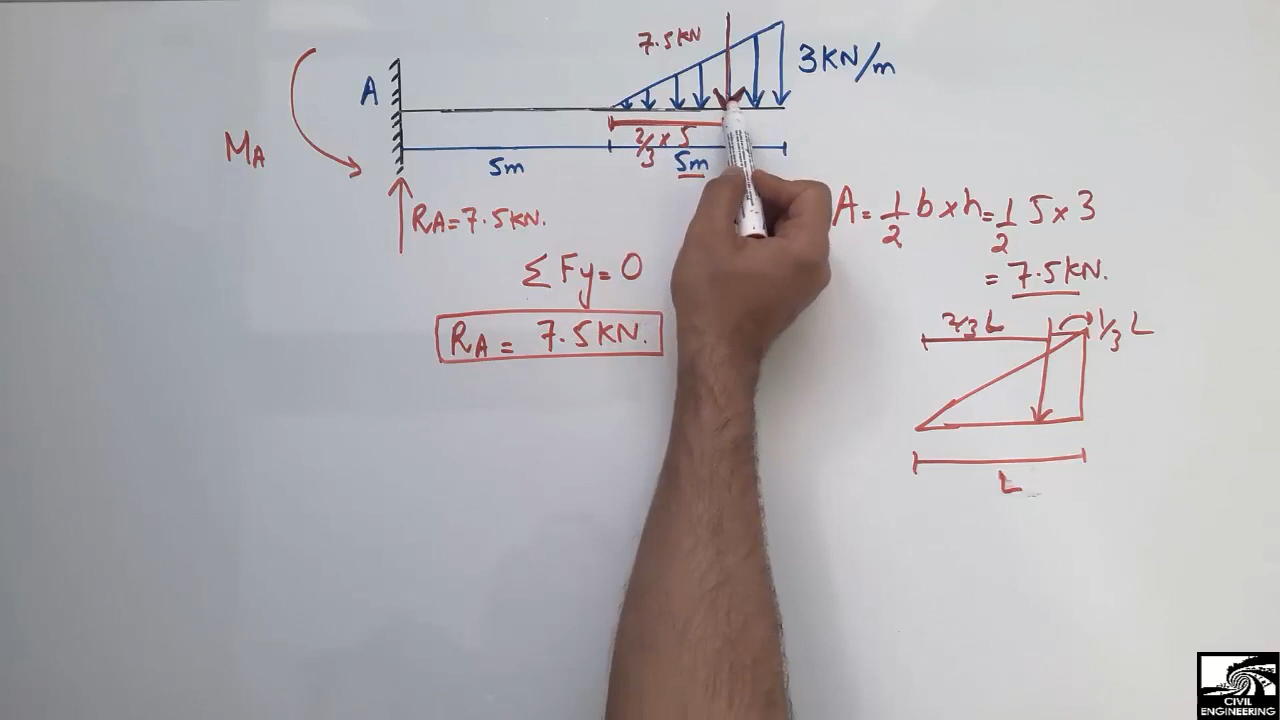 7.5KN
3KN/m
A
MA
2/3 x 5
5m
5m
RA=7.5KN.
A=1/2 b x h=1/2 5 x 3
= 7.5KN.
Σ Fy=0
RA= 7.5KN.
2/3 L
1/3 L
L
CIVIL
ENGINEERING